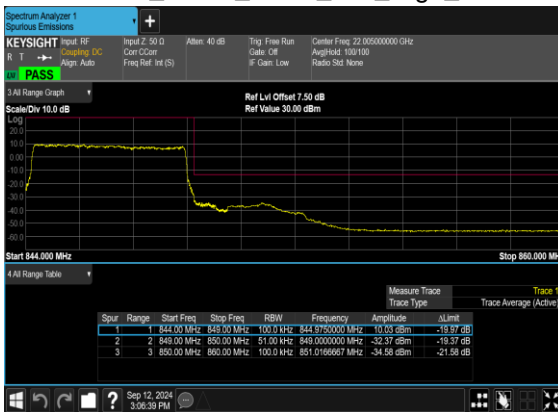 Spectrum Analyzer 1
Spurious Emissions
KEYSIGHT Input: RF Input Z: 50 Ω Atten: 40 dB Trig: Free Run Center Freq: 22.005000000 GHz
R T Coupling: DC Corr CCorr Gate: Off Avg|Hold: 100/100
Align: Auto Freq Ref: Int (S) IF Gain: Low Radio Std: None
PASS
3 All Range Graph
Ref Lvl Offset 7.50 dB
Scale/Div 10.0 dB Ref Value 30.00 dBm
Log
20.0
10.0
0.00
-10.0
-20.0
-30.0
-40.0
-50.0
-60.0
Start 844.000 MHz Stop 860.000 MH
4 All Range Table
Measure Trace Trace 1
Trace Type Trace Average (Active)
Spur Range Start Freq Stop Freq RBW Frequency Amplitude ΔLimit
1 1 844.00 MHz 849.00 MHz 100.0 kHz 844.9750000 MHz 10.03 dBm -19.97 dB
2 2 849.00 MHz 850.00 MHz 51.00 kHz 849.0000000 MHz -32.37 dBm -19.37 dB
3 3 850.00 MHz 860.00 MHz 100.0 kHz 851.0166667 MHz -34.58 dBm -21.58 dB
? Sep 12, 2024
3:06:39 PM